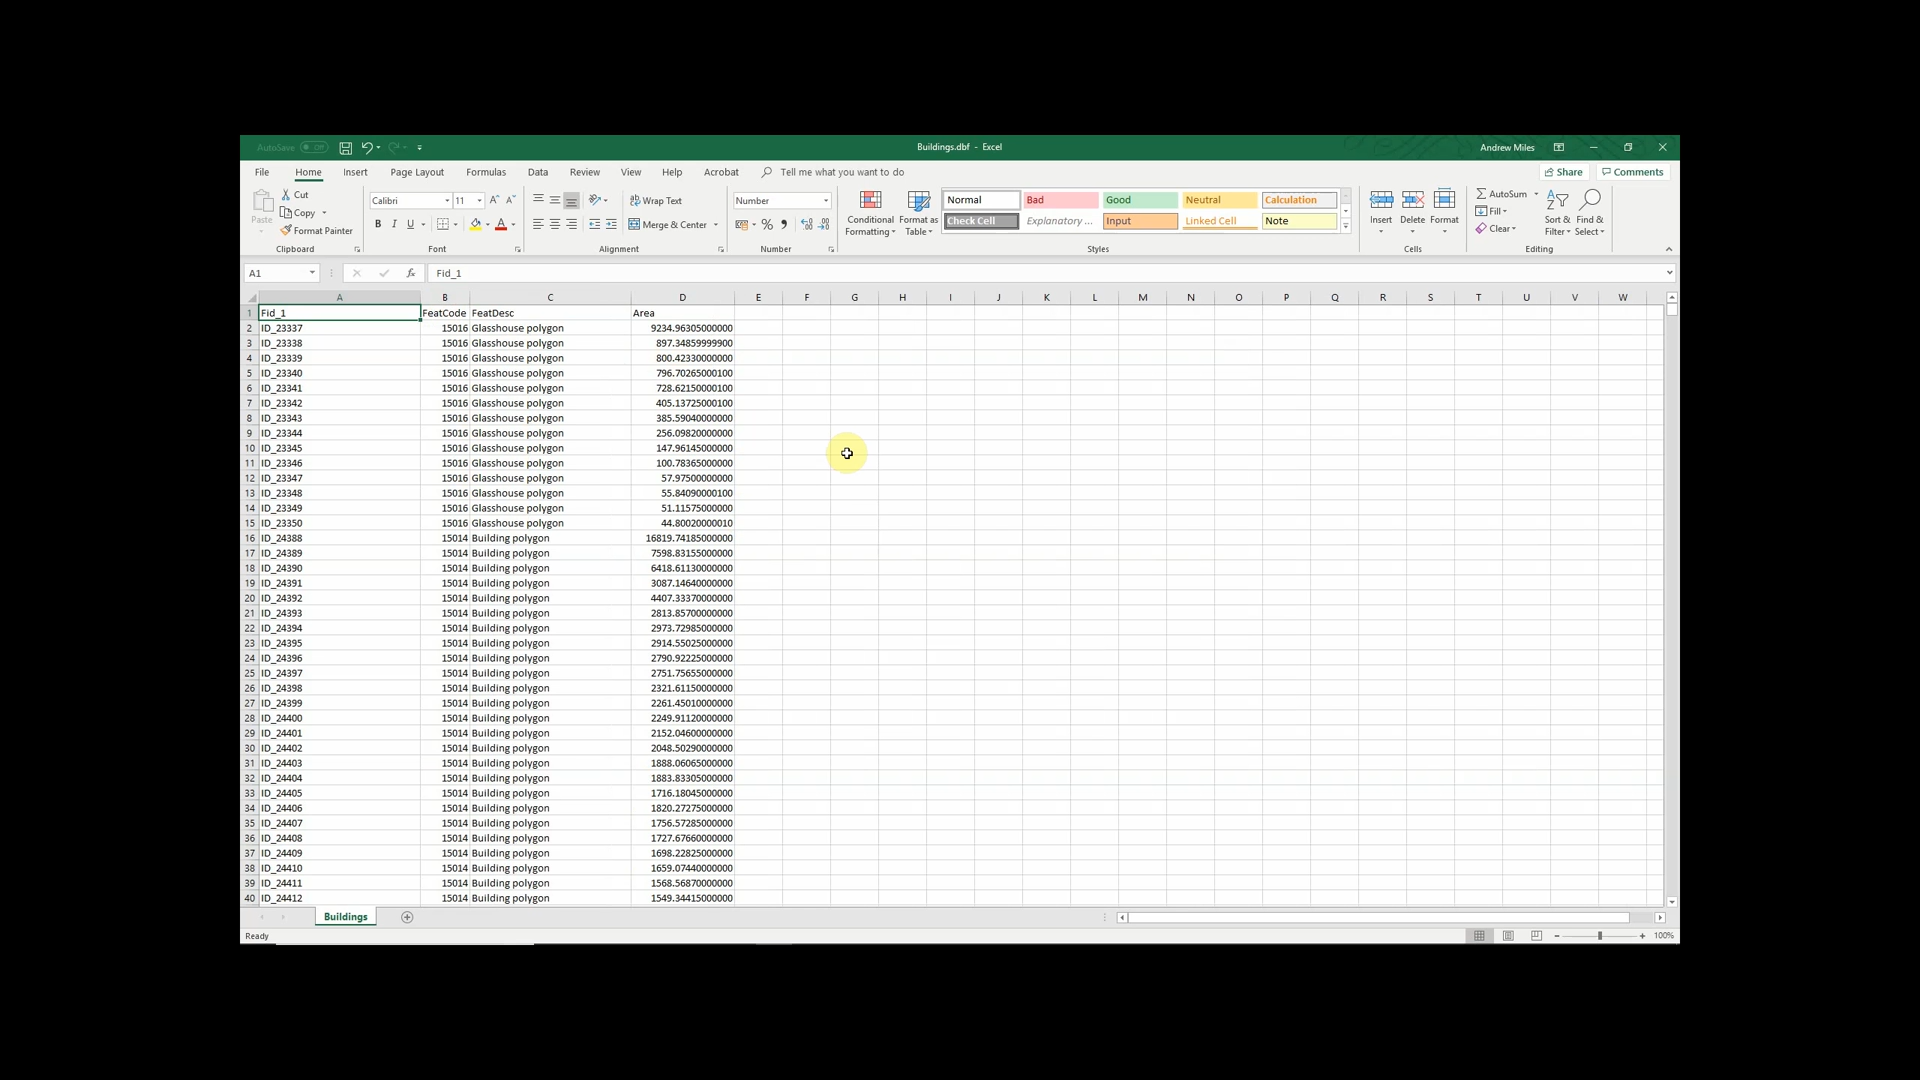 AutoSave Off Buildings.dbf - Excel Andrew Miles
File Home Insert Page Layout Formulas Data Review View Help Acrobat Tell me what you want to do Share Comments
Paste Cut Copy Format Painter Clipboard
Calibri 11 B I U A Font
Wrap Text Merge & Center Alignment
Number % Number
Conditional Formatting Format as Table
Normal Bad Good Neutral Calculation
Check Cell Explanatory ... Input Linked Cell Note
Styles
Insert Delete Format Cells
AutoSum Fill Clear Sort & Filter Find & Select Editing
A1 fx Fid_1
A B C D E F G H I J K L M N O P Q R S T U V W
1 Fid_1 FeatCode FeatDesc Area
2 ID_23337 15016 Glasshouse polygon 9234.96305000000
3 ID_23338 15016 Glasshouse polygon 897.34859999900
4 ID_23339 15016 Glasshouse polygon 800.42330000000
5 ID_23340 15016 Glasshouse polygon 796.70265000100
6 ID_23341 15016 Glasshouse polygon 728.62150000100
7 ID_23342 15016 Glasshouse polygon 405.13725000100
8 ID_23343 15016 Glasshouse polygon 385.59040000000
9 ID_23344 15016 Glasshouse polygon 256.09820000000
10 ID_23345 15016 Glasshouse polygon 147.96145000000
11 ID_23346 15016 Glasshouse polygon 100.78365000000
12 ID_23347 15016 Glasshouse polygon 57.97500000000
13 ID_23348 15016 Glasshouse polygon 55.84090000100
14 ID_23349 15016 Glasshouse polygon 51.11575000000
15 ID_23350 15016 Glasshouse polygon 44.80020000010
16 ID_24388 15014 Building polygon 16819.74185000000
17 ID_24389 15014 Building polygon 7598.83155000000
18 ID_24390 15014 Building polygon 6418.61130000000
19 ID_24391 15014 Building polygon 3087.14640000000
20 ID_24392 15014 Building polygon 4407.33370000000
21 ID_24393 15014 Building polygon 2813.85700000000
22 ID_24394 15014 Building polygon 2973.72985000000
23 ID_24395 15014 Building polygon 2914.55025000000
24 ID_24396 15014 Building polygon 2790.92225000000
25 ID_24397 15014 Building polygon 2751.75655000000
26 ID_24398 15014 Building polygon 2321.61150000000
27 ID_24399 15014 Building polygon 2261.45010000000
28 ID_24400 15014 Building polygon 2249.91120000000
29 ID_24401 15014 Building polygon 2152.04600000000
30 ID_24402 15014 Building polygon 2048.50290000000
31 ID_24403 15014 Building polygon 1888.06065000000
32 ID_24404 15014 Building polygon 1883.83305000000
33 ID_24405 15014 Building polygon 1716.18045000000
34 ID_24406 15014 Building polygon 1820.27275000000
35 ID_24407 15014 Building polygon 1756.57285000000
36 ID_24408 15014 Building polygon 1727.67660000000
37 ID_24409 15014 Building polygon 1698.22825000000
38 ID_24410 15014 Building polygon 1659.07440000000
39 ID_24411 15014 Building polygon 1568.56870000000
40 ID_24412 15014 Building polygon 1549.34415000000
Buildings
Ready 100%